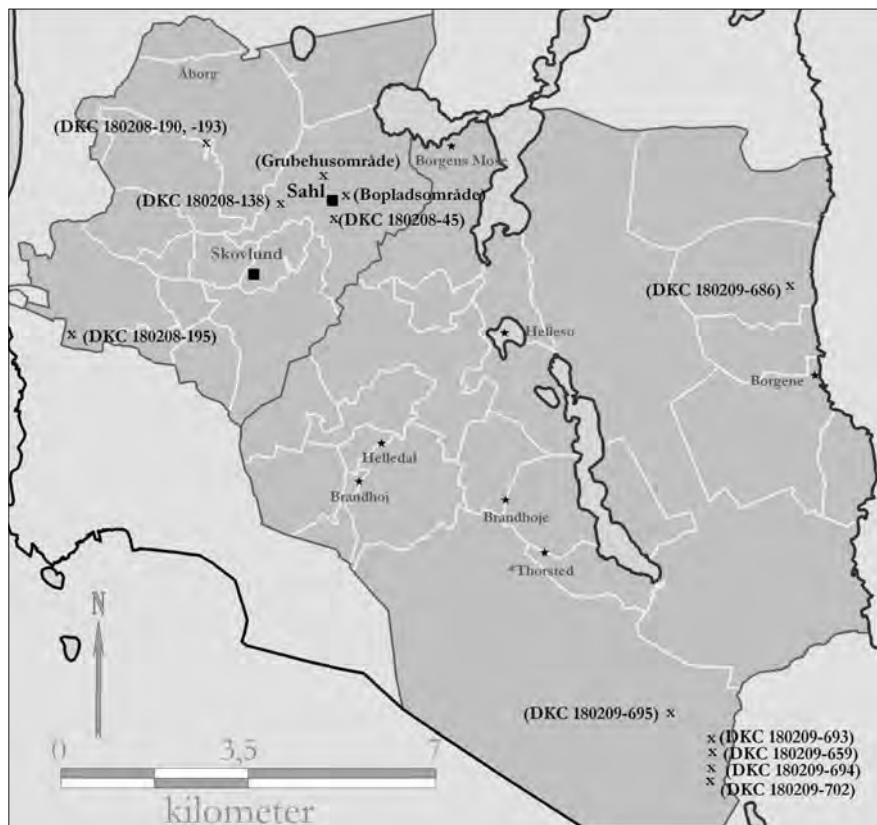 Åborg
(DKC 180208-190, -193)
Borgens Mose
(Grubehusområde)
Sahl
(Bopladsområde)
(DKC 180208-138)
(DKC 180208-45)
Skovlund
(DKC 180209-686)
(DKC 180208-195)
Hellesø
Borgene
Helledal
Brandhøj
Brandhøje
*Thorsted
N
(DKC 180209-695)
(DKC 180209-693)
(DKC 180209-659)
(DKC 180209-694)
(DKC 180209-702)
0 3,5 7
kilometer